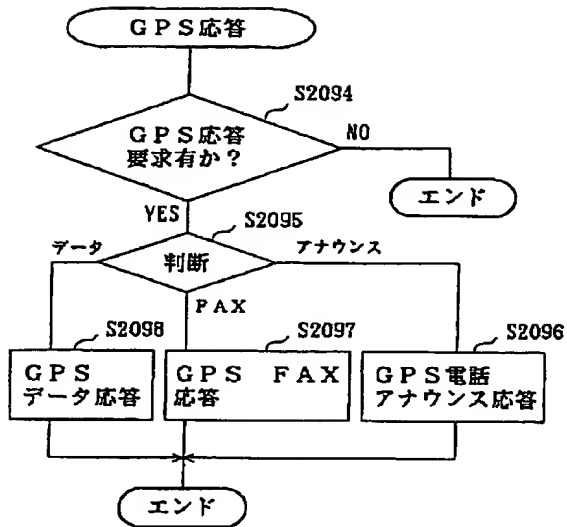 GPS応答
S2094
GPS応答
要求有か?
NO
エンド
YES
S2095
データ
判断
アナウンス
FAX
S2098
S2097
S2096
GPS
データ応答
GPS FAX
応答
GPS電話
アナウンス応答
エンド